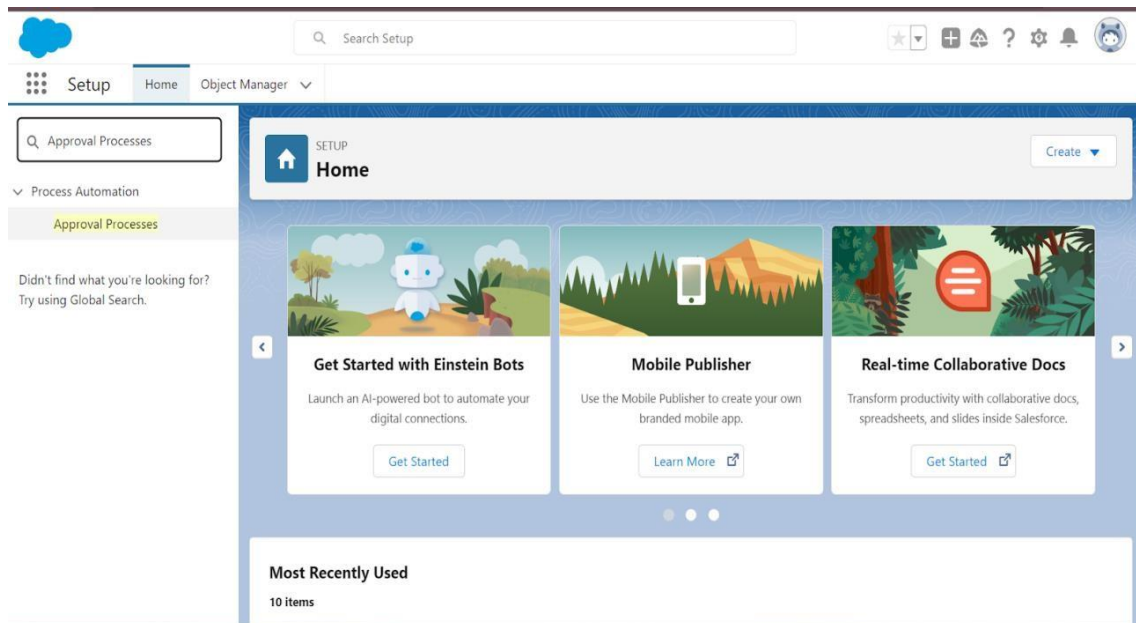 Search Setup
Setup
Home
Object Manager
Approval Processes
Process Automation
Approval Processes
Didn't find what you're looking for?
Try using Global Search.
SETUP
Home
Create
Get Started with Einstein Bots
Launch an AI-powered bot to automate your
digital connections.
Get Started
Mobile Publisher
Use the Mobile Publisher to create your own
branded mobile app.
Learn More
Real-time Collaborative Docs
Transform productivity with collaborative docs,
spreadsheets, and slides inside Salesforce.
Get Started
Most Recently Used
10 items